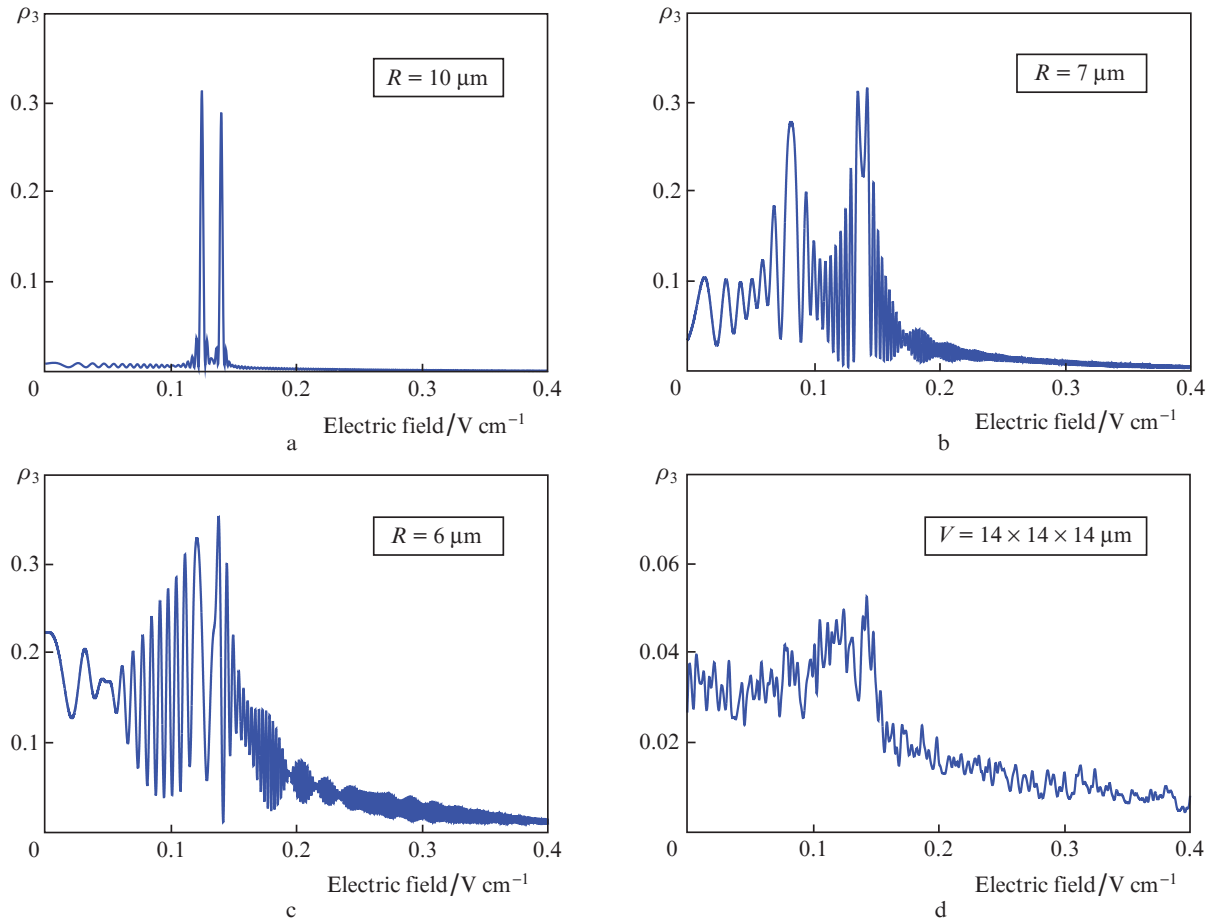 ρ₃
R = 10 μm
0.3
0.2
0.1
0 0.1 0.2 0.3 0.4
Electric field/V cm⁻¹
a
ρ₃
R = 7 μm
0.3
0.2
0.1
0 0.1 0.2 0.3 0.4
Electric field/V cm⁻¹
b
ρ₃
R = 6 μm
0.3
0.2
0.1
0 0.1 0.2 0.3 0.4
Electric field/V cm⁻¹
c
ρ₃
V = 14 × 14 × 14 μm
0.06
0.04
0.02
0 0.1 0.2 0.3 0.4
Electric field/V cm⁻¹
d